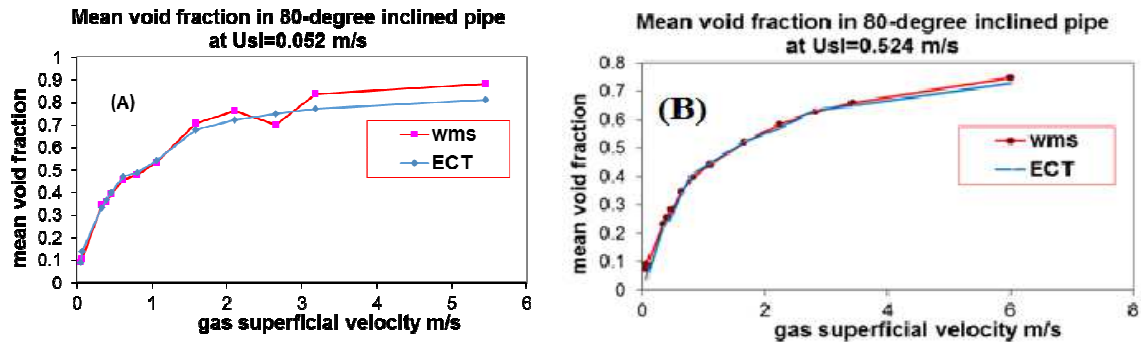 Mean void fraction in 80-degree inclined pipe
at Usl=0.052 m/s
1
0.9
0.8
0.7
0.6
0.5
0.4
0.3
0.2
0.1
0
mean void fraction
(A)
wms
ECT
0 1 2 3 4 5 6
gas superficial velocity m/s
Mean void fraction in 80-degree inclined pipe
at Usl=0.524 m/s
0.8
0.7
0.6
0.5
0.4
0.3
0.2
0.1
0
mean void fraction
(B)
wms
ECT
0 2 4 6 8
gas superficial velocity m/s